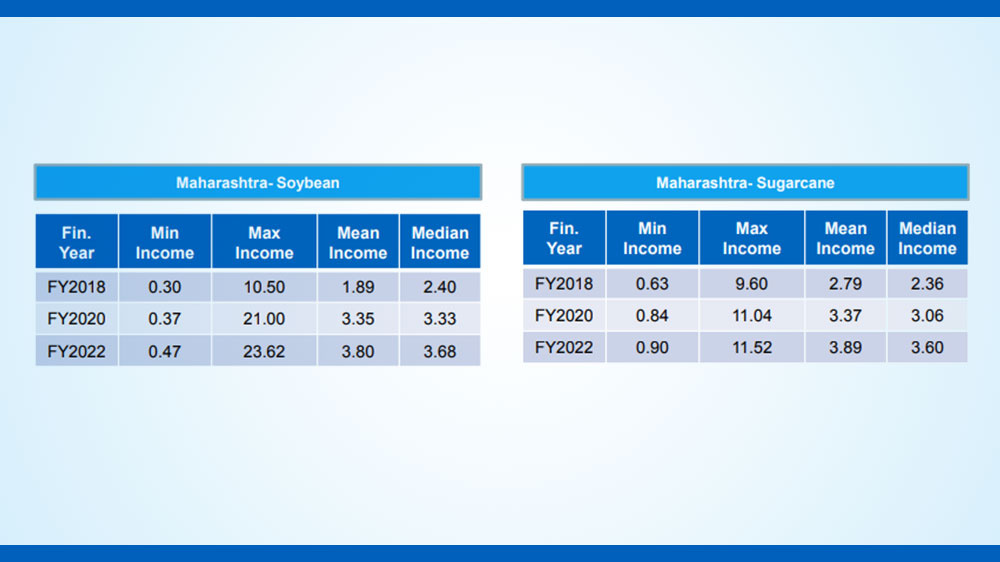 Maharashtra- Soybean
Fin. Year Min Income Max Income Mean Income Median Income
FY2018 0.30 10.50 1.89 2.40
FY2020 0.37 21.00 3.35 3.33
FY2022 0.47 23.62 3.80 3.68
Maharashtra- Sugarcane
Fin. Year Min Income Max Income Mean Income Median Income
FY2018 0.63 9.60 2.79 2.36
FY2020 0.84 11.04 3.37 3.06
FY2022 0.90 11.52 3.89 3.60